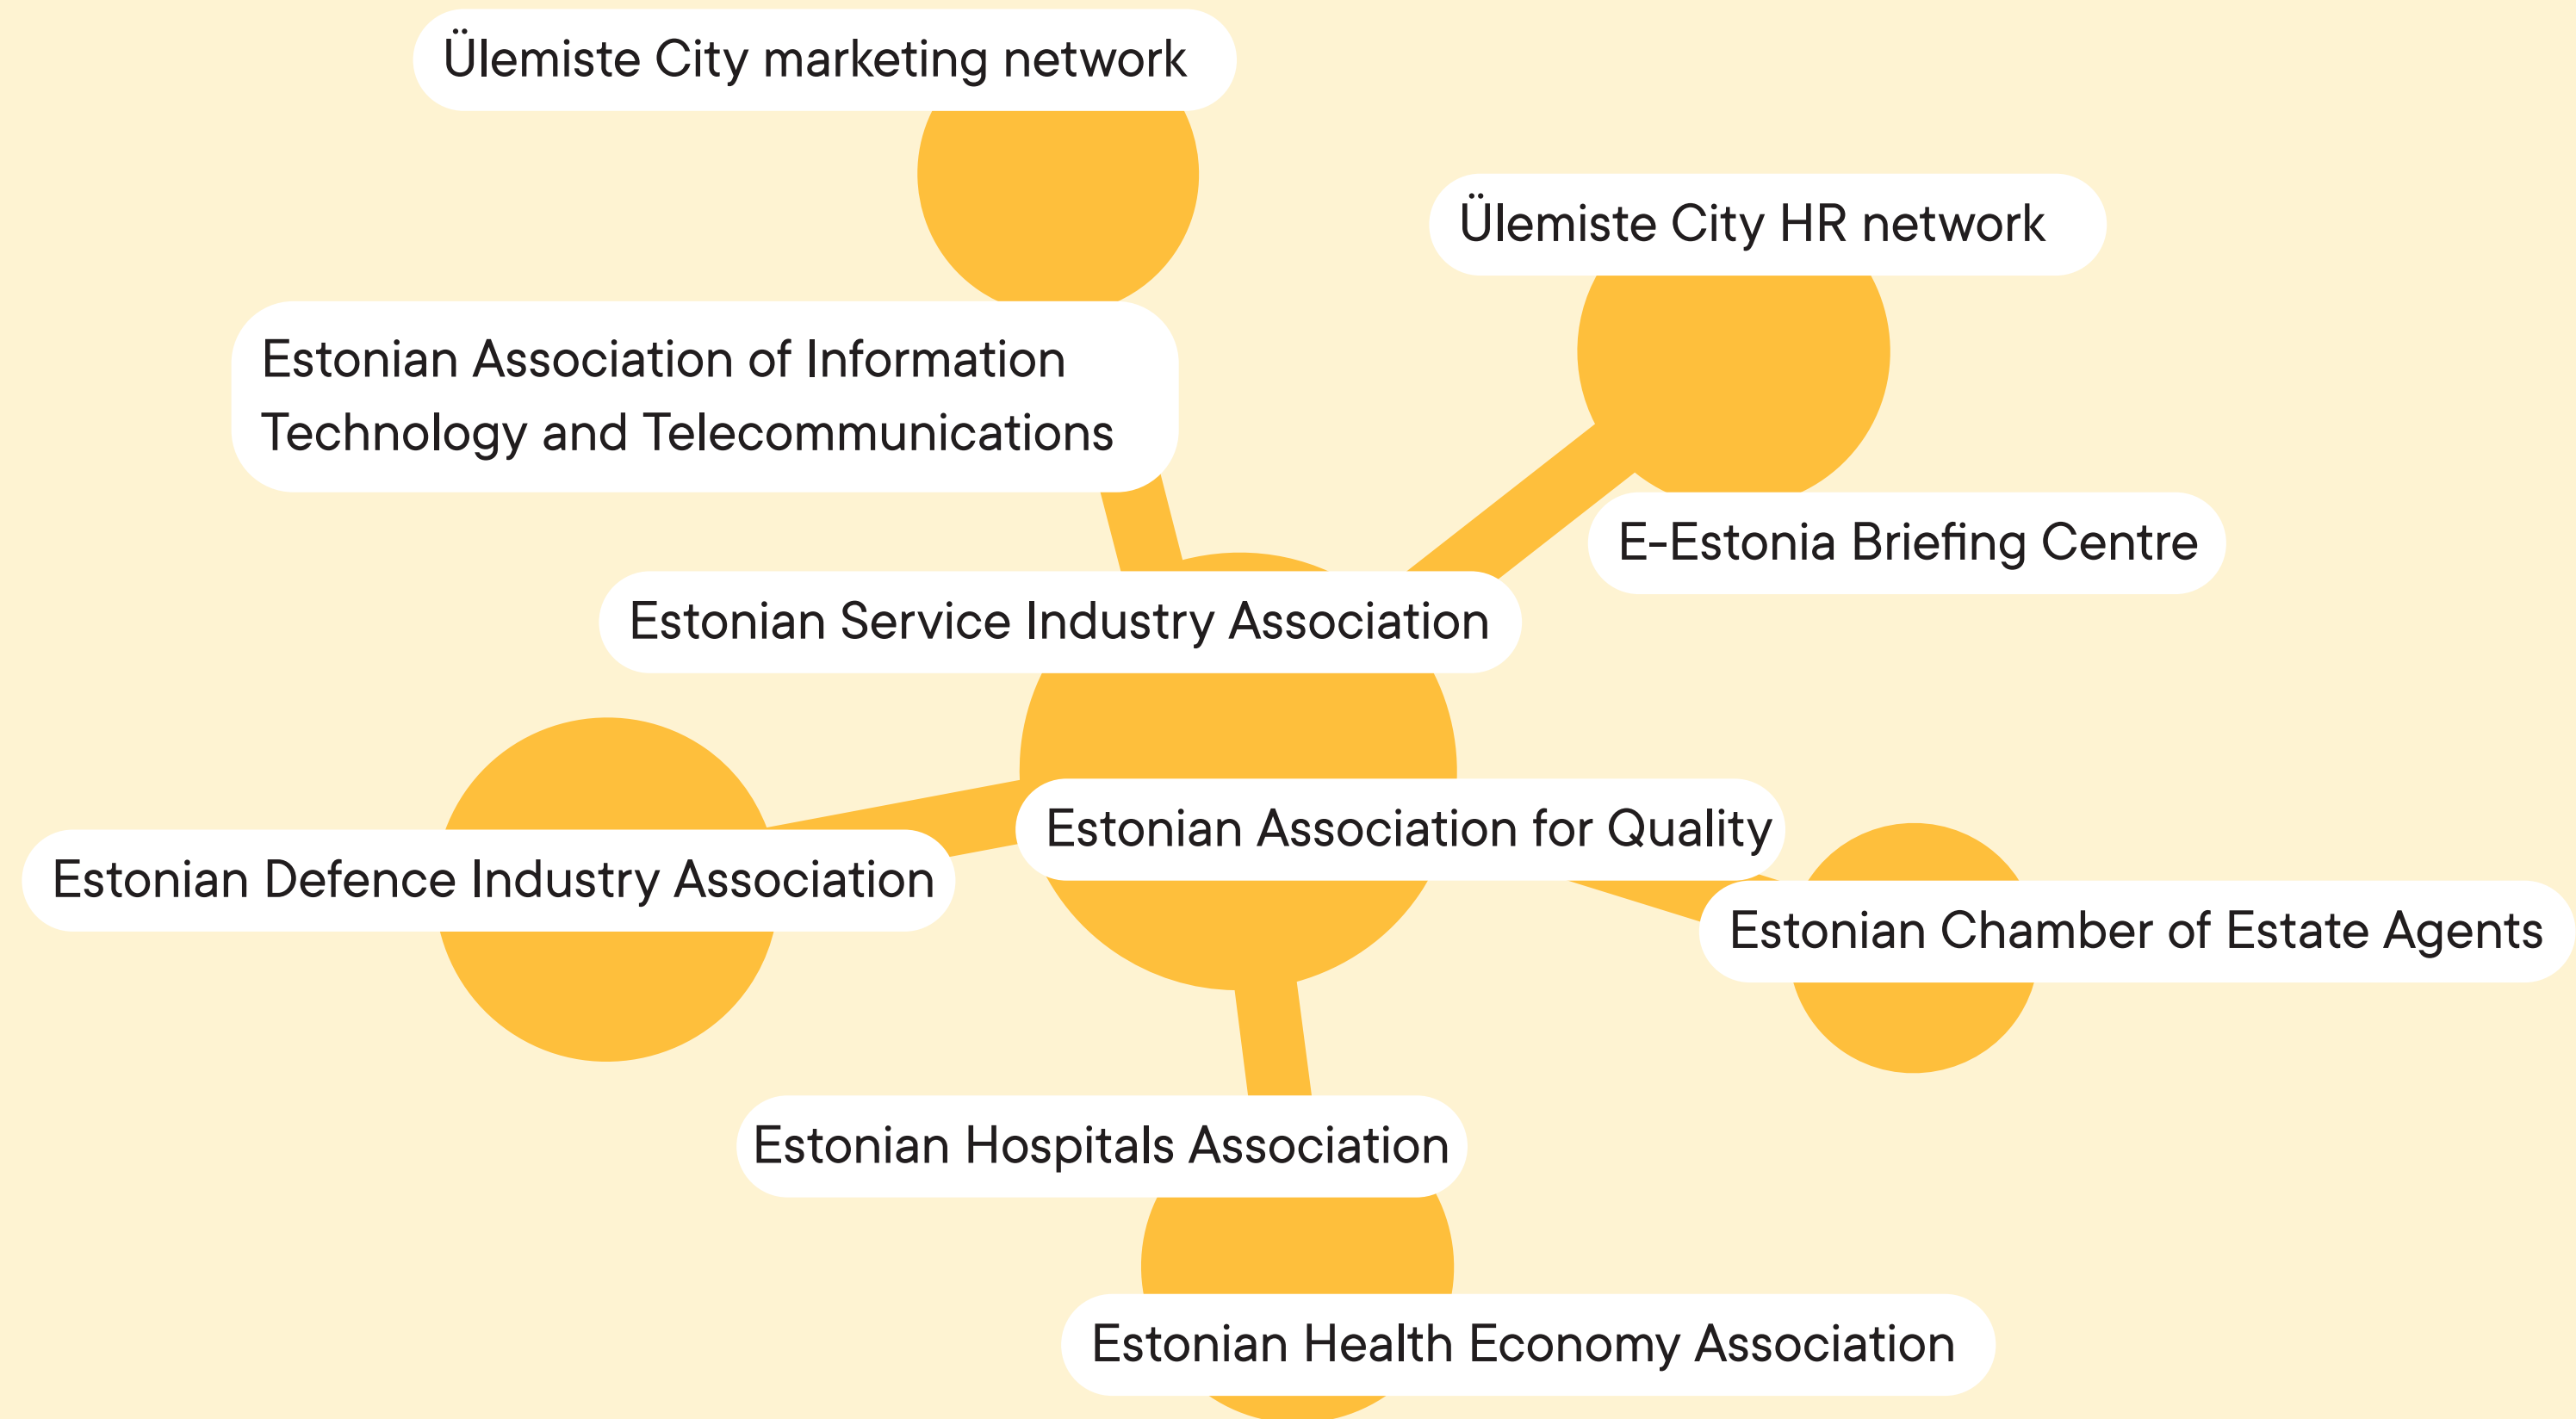 Ülemiste City marketing network
Ülemiste City HR network
Estonian Association of Information
Technology and Telecommunications
E-Estonia Briefing Centre
Estonian Service Industry Association
Estonian Association for Quality
Estonian Defence Industry Association
Estonian Chamber of Estate Agents
Estonian Hospitals Association
Estonian Health Economy Association